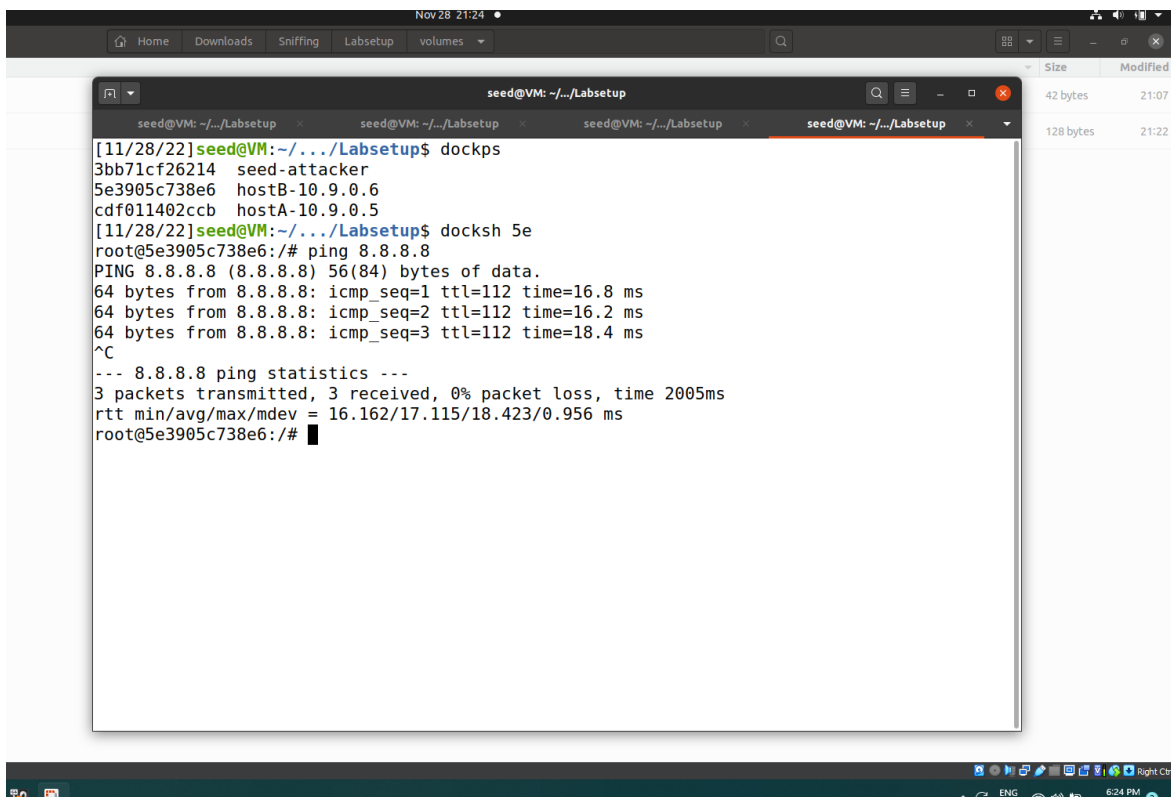 Nov 28 21:24
Home Downloads Sniffing Labsetup volumes
Size Modified
42 bytes 21:07
128 bytes 21:22
seed@VM: ~/.../Labsetup
seed@VM: ~/.../Labsetup seed@VM: ~/.../Labsetup seed@VM: ~/.../Labsetup seed@VM: ~/.../Labsetup
[11/28/22]seed@VM:~/.../Labsetup$ dockps
3bb71cf26214 seed-attacker
5e3905c738e6 hostB-10.9.0.6
cdf011402ccb hostA-10.9.0.5
[11/28/22]seed@VM:~/.../Labsetup$ docksh 5e
root@5e3905c738e6:/# ping 8.8.8.8
PING 8.8.8.8 (8.8.8.8) 56(84) bytes of data.
64 bytes from 8.8.8.8: icmp_seq=1 ttl=112 time=16.8 ms
64 bytes from 8.8.8.8: icmp_seq=2 ttl=112 time=16.2 ms
64 bytes from 8.8.8.8: icmp_seq=3 ttl=112 time=18.4 ms
^C
--- 8.8.8.8 ping statistics ---
3 packets transmitted, 3 received, 0% packet loss, time 2005ms
rtt min/avg/max/mdev = 16.162/17.115/18.423/0.956 ms
root@5e3905c738e6:/#
Right Ctr
ENG 6:24 PM